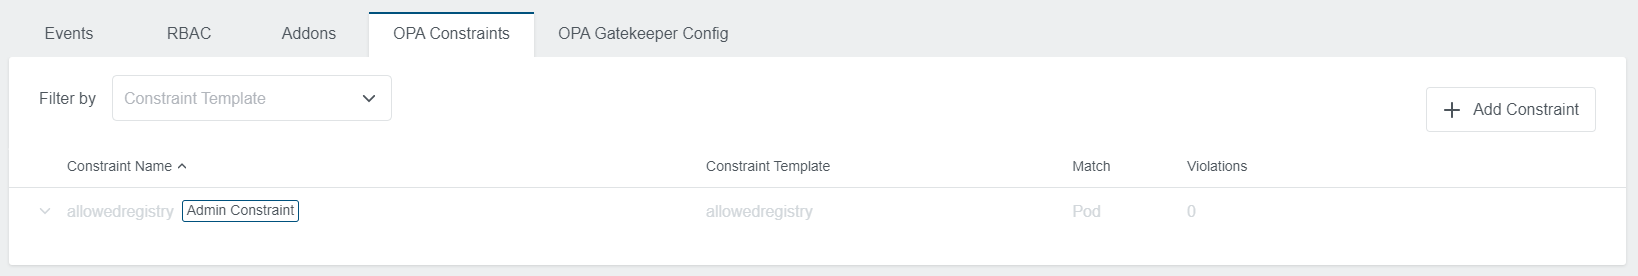 Events RBAC Addons OPA Constraints OPA Gatekeeper Config
Filter by Constraint Template
Add Constraint
Constraint Name Constraint Template Match Violations
allowedregistry Admin Constraint allowedregistry Pod 0